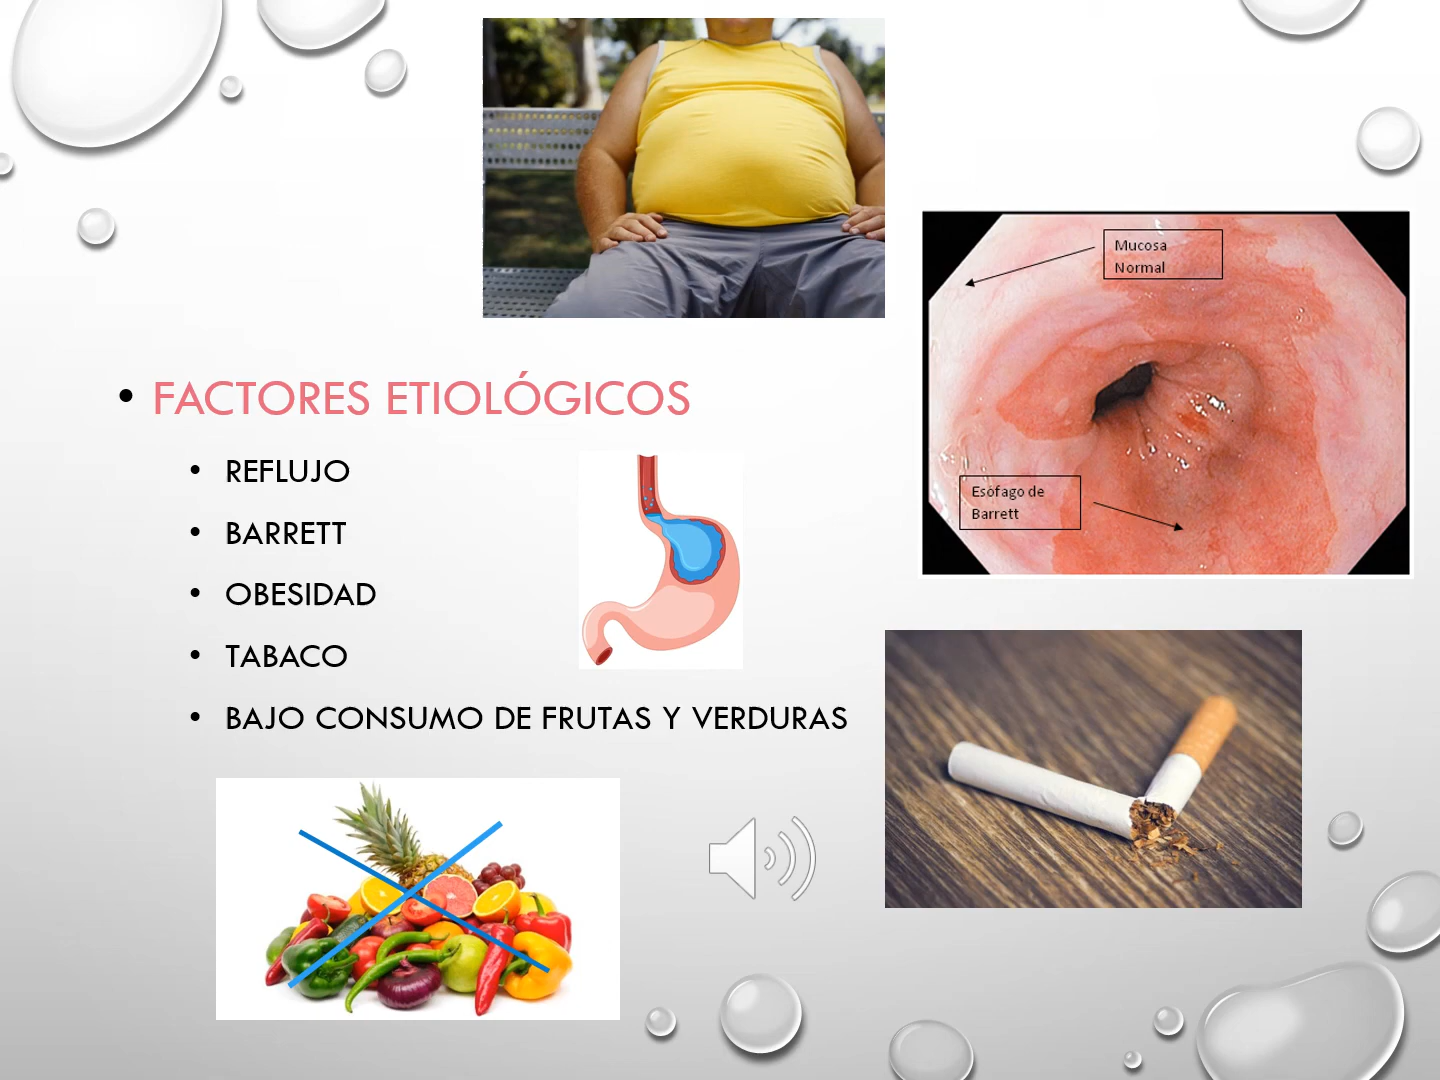 Mucosa
Normal
• FACTORES ETIOLÓGICOS
• REFLUJO
• BARRETT
• OBESIDAD
• TABACO
• BAJO CONSUMO DE FRUTAS Y VERDURAS
Esófago de
Barrett